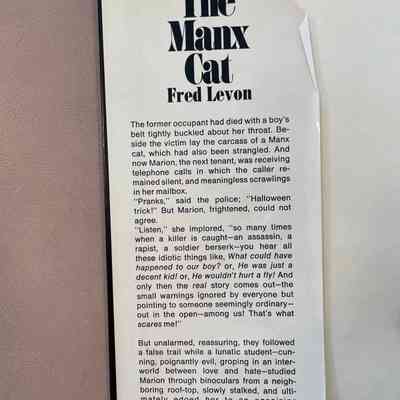 The
Manx
Cat
Fred Levon
The former occupant had died with a boy's
belt tightly buckled about her throat. Be-
side the victim lay the carcass of a Manx
cat, which had also been strangled. And
now Marion, the next tenant, was receiving
telephone calls in which the caller re-
mained silent, and meaningless scrawlings
in her mailbox.
"Pranks," said the police; "Halloween
trick!" But Marion, frightened, could not
agree.
"Listen," she implored, "so many times
when a killer is caught—an assassin, a
rapist, a soldier berserk—you hear all
these idiotic things like, What could have
happened to our boy? or, He was just a
decent kid! or, He wouldn't hurt a fly! And
only then the real story comes out—the
small warnings ignored by everyone but
pointing to someone seemingly ordinary—
out in the open—among us! That's what
scares me!"
But unalarmed, reassuring, they followed
a false trail while a lunatic student—cun-
ning, poignantly evil, groping in an inter-
world between love and hate—studied
Marion through binoculars from a neigh-
boring roof-top, slowly stalked, and ulti-
mately edged her to an